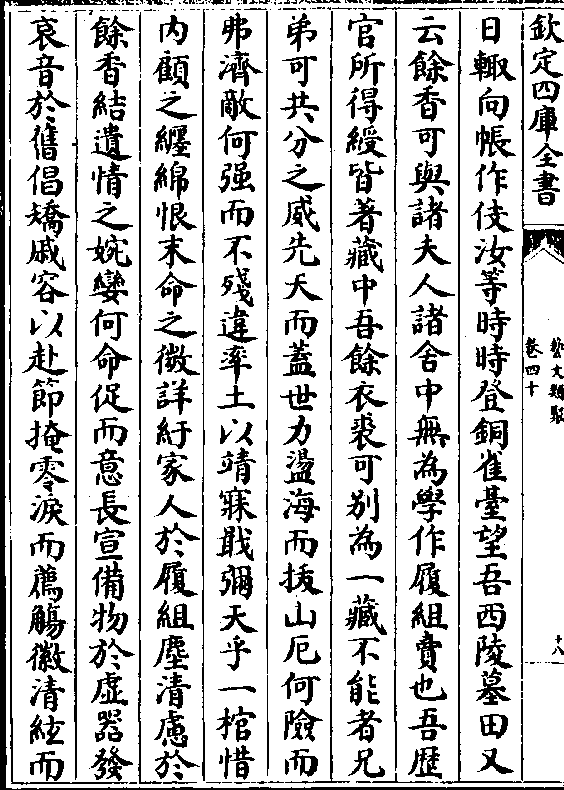 欽定四庫全書
藝文類聚
卷四十
十八
日輙向帳作伎汝等時時登銅雀臺望吾西陵墓田又
云餘香可與諸夫人諸舍中無為學作履組賣也吾歴
官所得綬皆著藏中吾餘衣裘可别為一藏不能者兄
弟可共分之威先天而蓋世力盪海而拔山厄何險而
弗濟敵何强而不殘違率土以靖寐戢彌天乎一棺惜
内顧之纒綿恨末命之微詳紆家人於履組塵清慮於
餘香結遺情之婉孌何命促而意長宣備物於虚器發
哀音於舊倡矯戚容以赴節掩零淚而薦觴徽清絃而